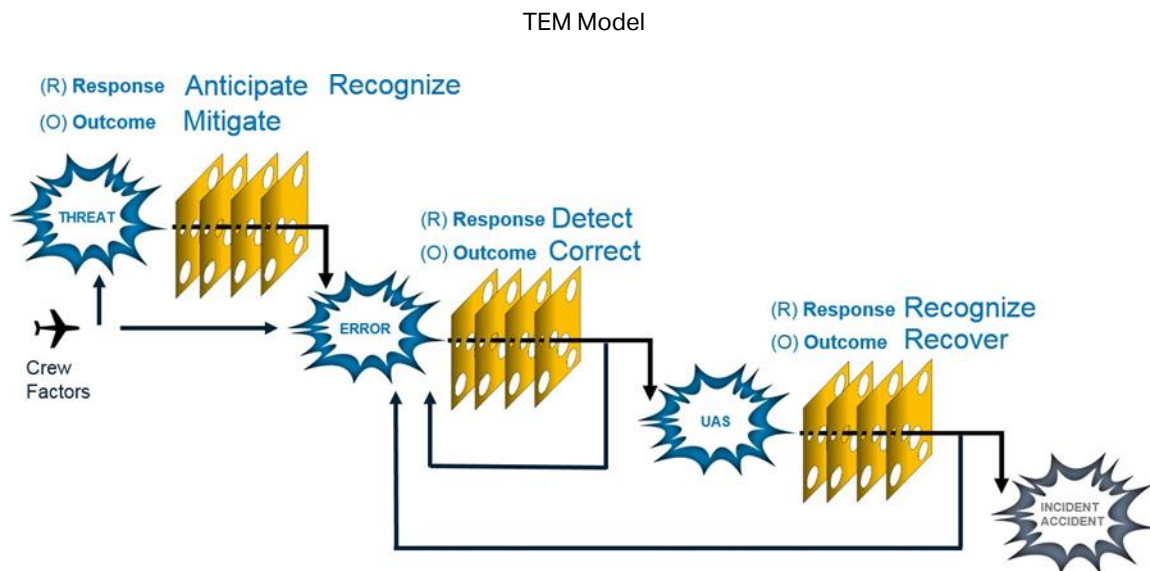 TEM Model
(R) Response Anticipate Recognize
(O) Outcome Mitigate
THREAT
(R) Response Detect
(O) Outcome Correct
ERROR
(R) Response Recognize
(O) Outcome Recover
Crew
Factors
UAS
INCIDENT
ACCIDENT